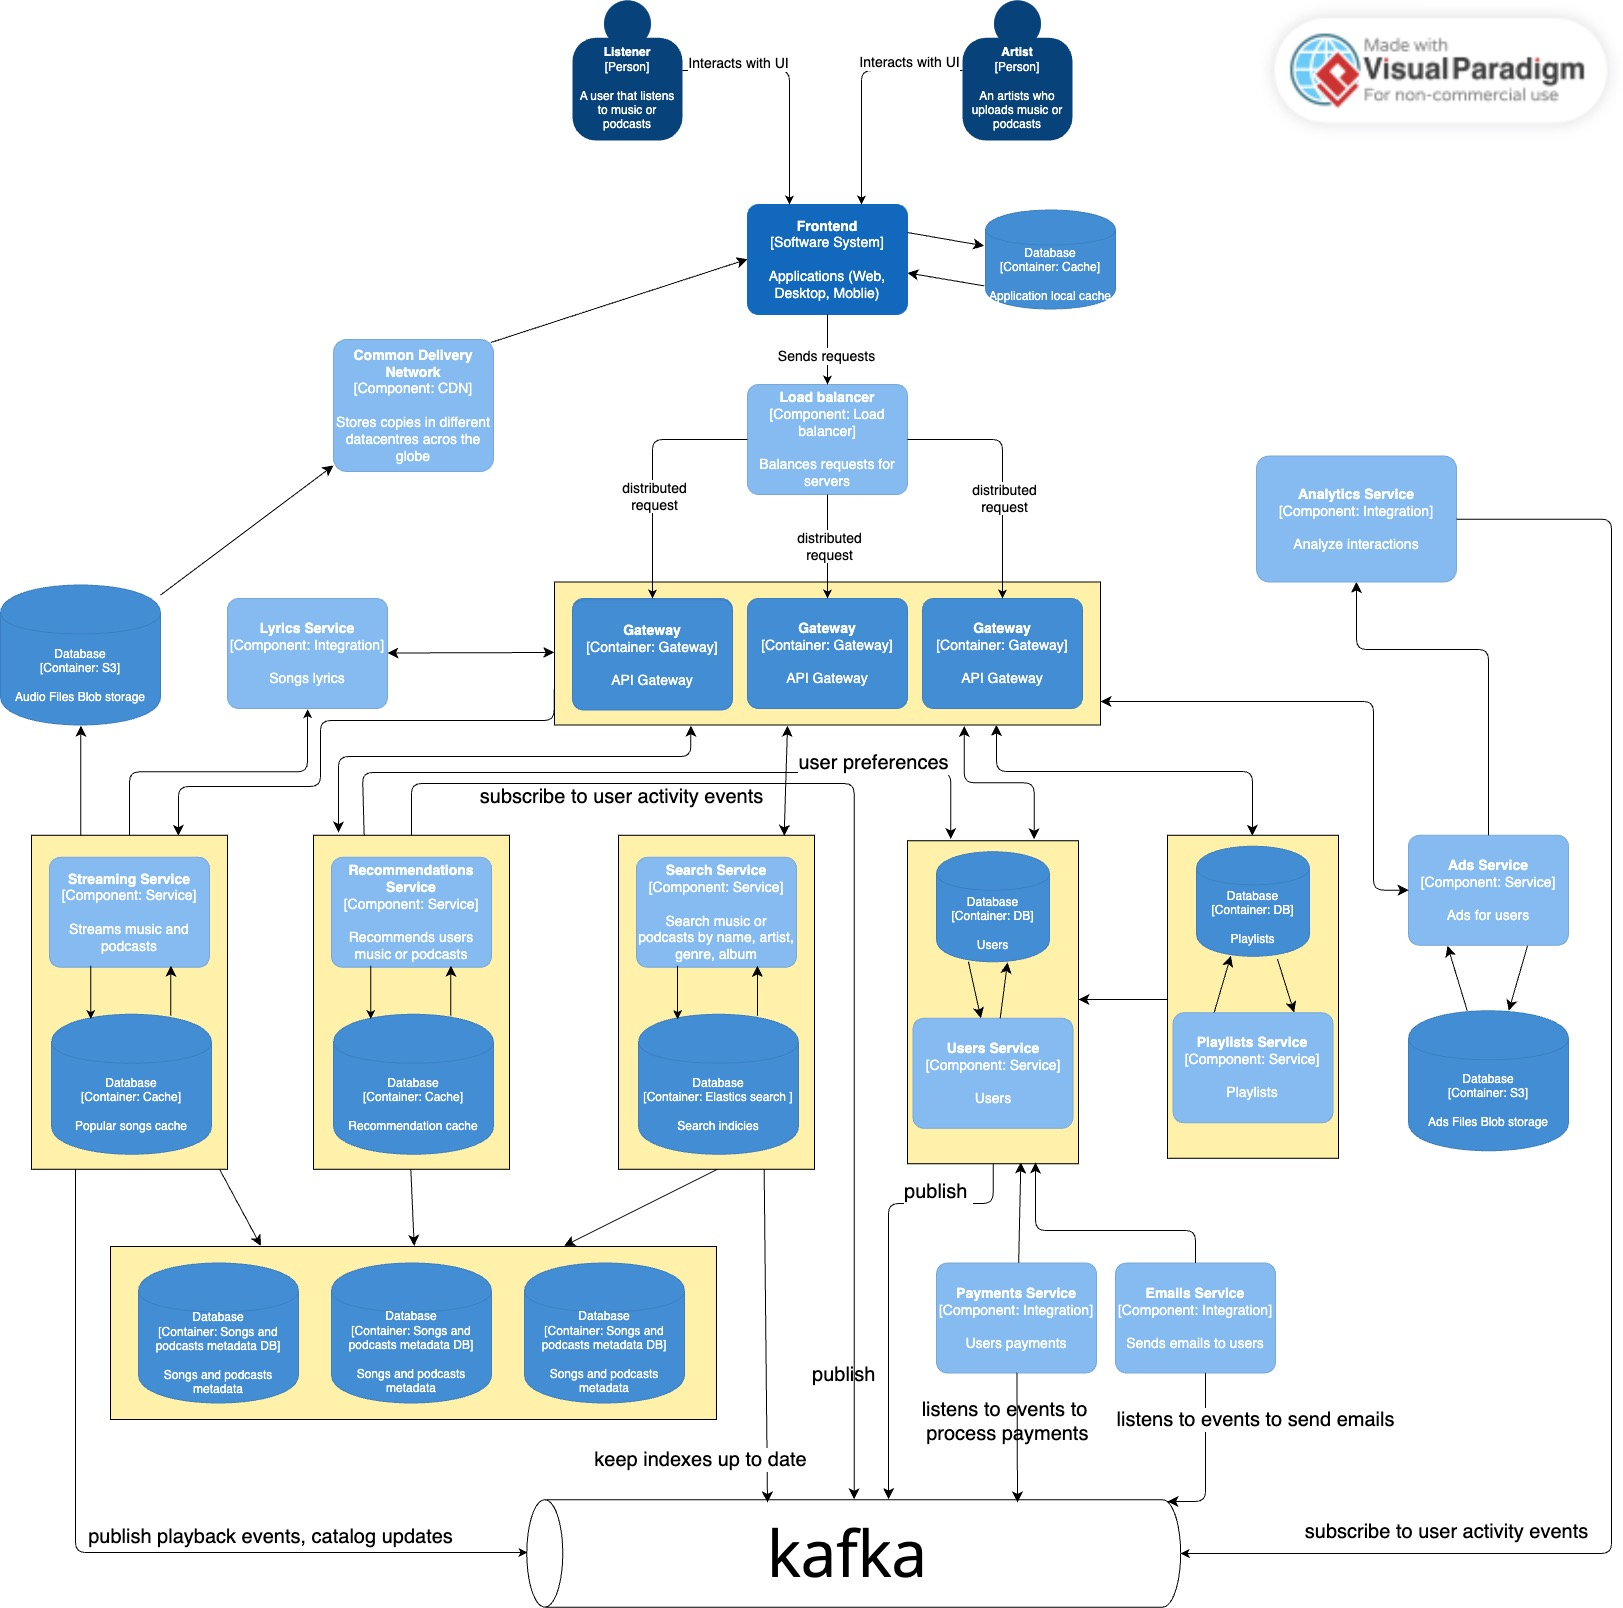 Listener
[Person]
A user that listens
to music or
podcasts
Interacts with UI
Interacts with UI
Artist
[Person]
An artists who
uploads music or
podcasts
Made with
Visual Paradigm
For non-commercial use
Frontend
[Software System]
Applications (Web,
Desktop, Moblie)
Database
[Container: Cache]
Application local cache
Sends requests
Common Delivery
Network
[Component: CDN]
Stores copies in different
datacentres acros the
globe
Load balancer
[Component: Load
balancer]
Balances requests for
servers
distributed
request
distributed
request
distributed
request
Analytics Service
[Component: Integration]
Analyze interactions
Database
[Container: S3]
Audio Files Blob storage
Lyrics Service
[Component: Integration]
Songs lyrics
Gateway
[Container: Gateway]
API Gateway
Gateway
[Container: Gateway]
API Gateway
Gateway
[Container: Gateway]
API Gateway
user preferences
subscribe to user activity events
Streaming Service
[Component: Service]
Streams music and
podcasts
Database
[Container: Cache]
Popular songs cache
Recommendations
Service
[Component: Service]
Recommends users
music or podcasts
Database
[Container: Cache]
Recommendation cache
Search Service
[Component: Service]
Search music or
podcasts by name, artist,
genre, album
Database
[Container: Elastics search ]
Search indicies
Database
[Container: DB]
Users
Users Service
[Component: Service]
Users
Database
[Container: DB]
Playlists
Playlists Service
[Component: Service]
Playlists
Ads Service
[Component: Service]
Ads for users
Database
[Container: S3]
Ads Files Blob storage
publish
Database
[Container: Songs and
podcasts metadata DB]
Songs and podcasts
metadata
Database
[Container: Songs and
podcasts metadata DB]
Songs and podcasts
metadata
Database
[Container: Songs and
podcasts metadata DB]
Songs and podcasts
metadata
Payments Service
[Component: Integration]
Users payments
Emails Service
[Component: Integration]
Sends emails to users
publish
listens to events to
process payments
listens to events to send emails
keep indexes up to date
publish playback events, catalog updates
kafka
subscribe to user activity events